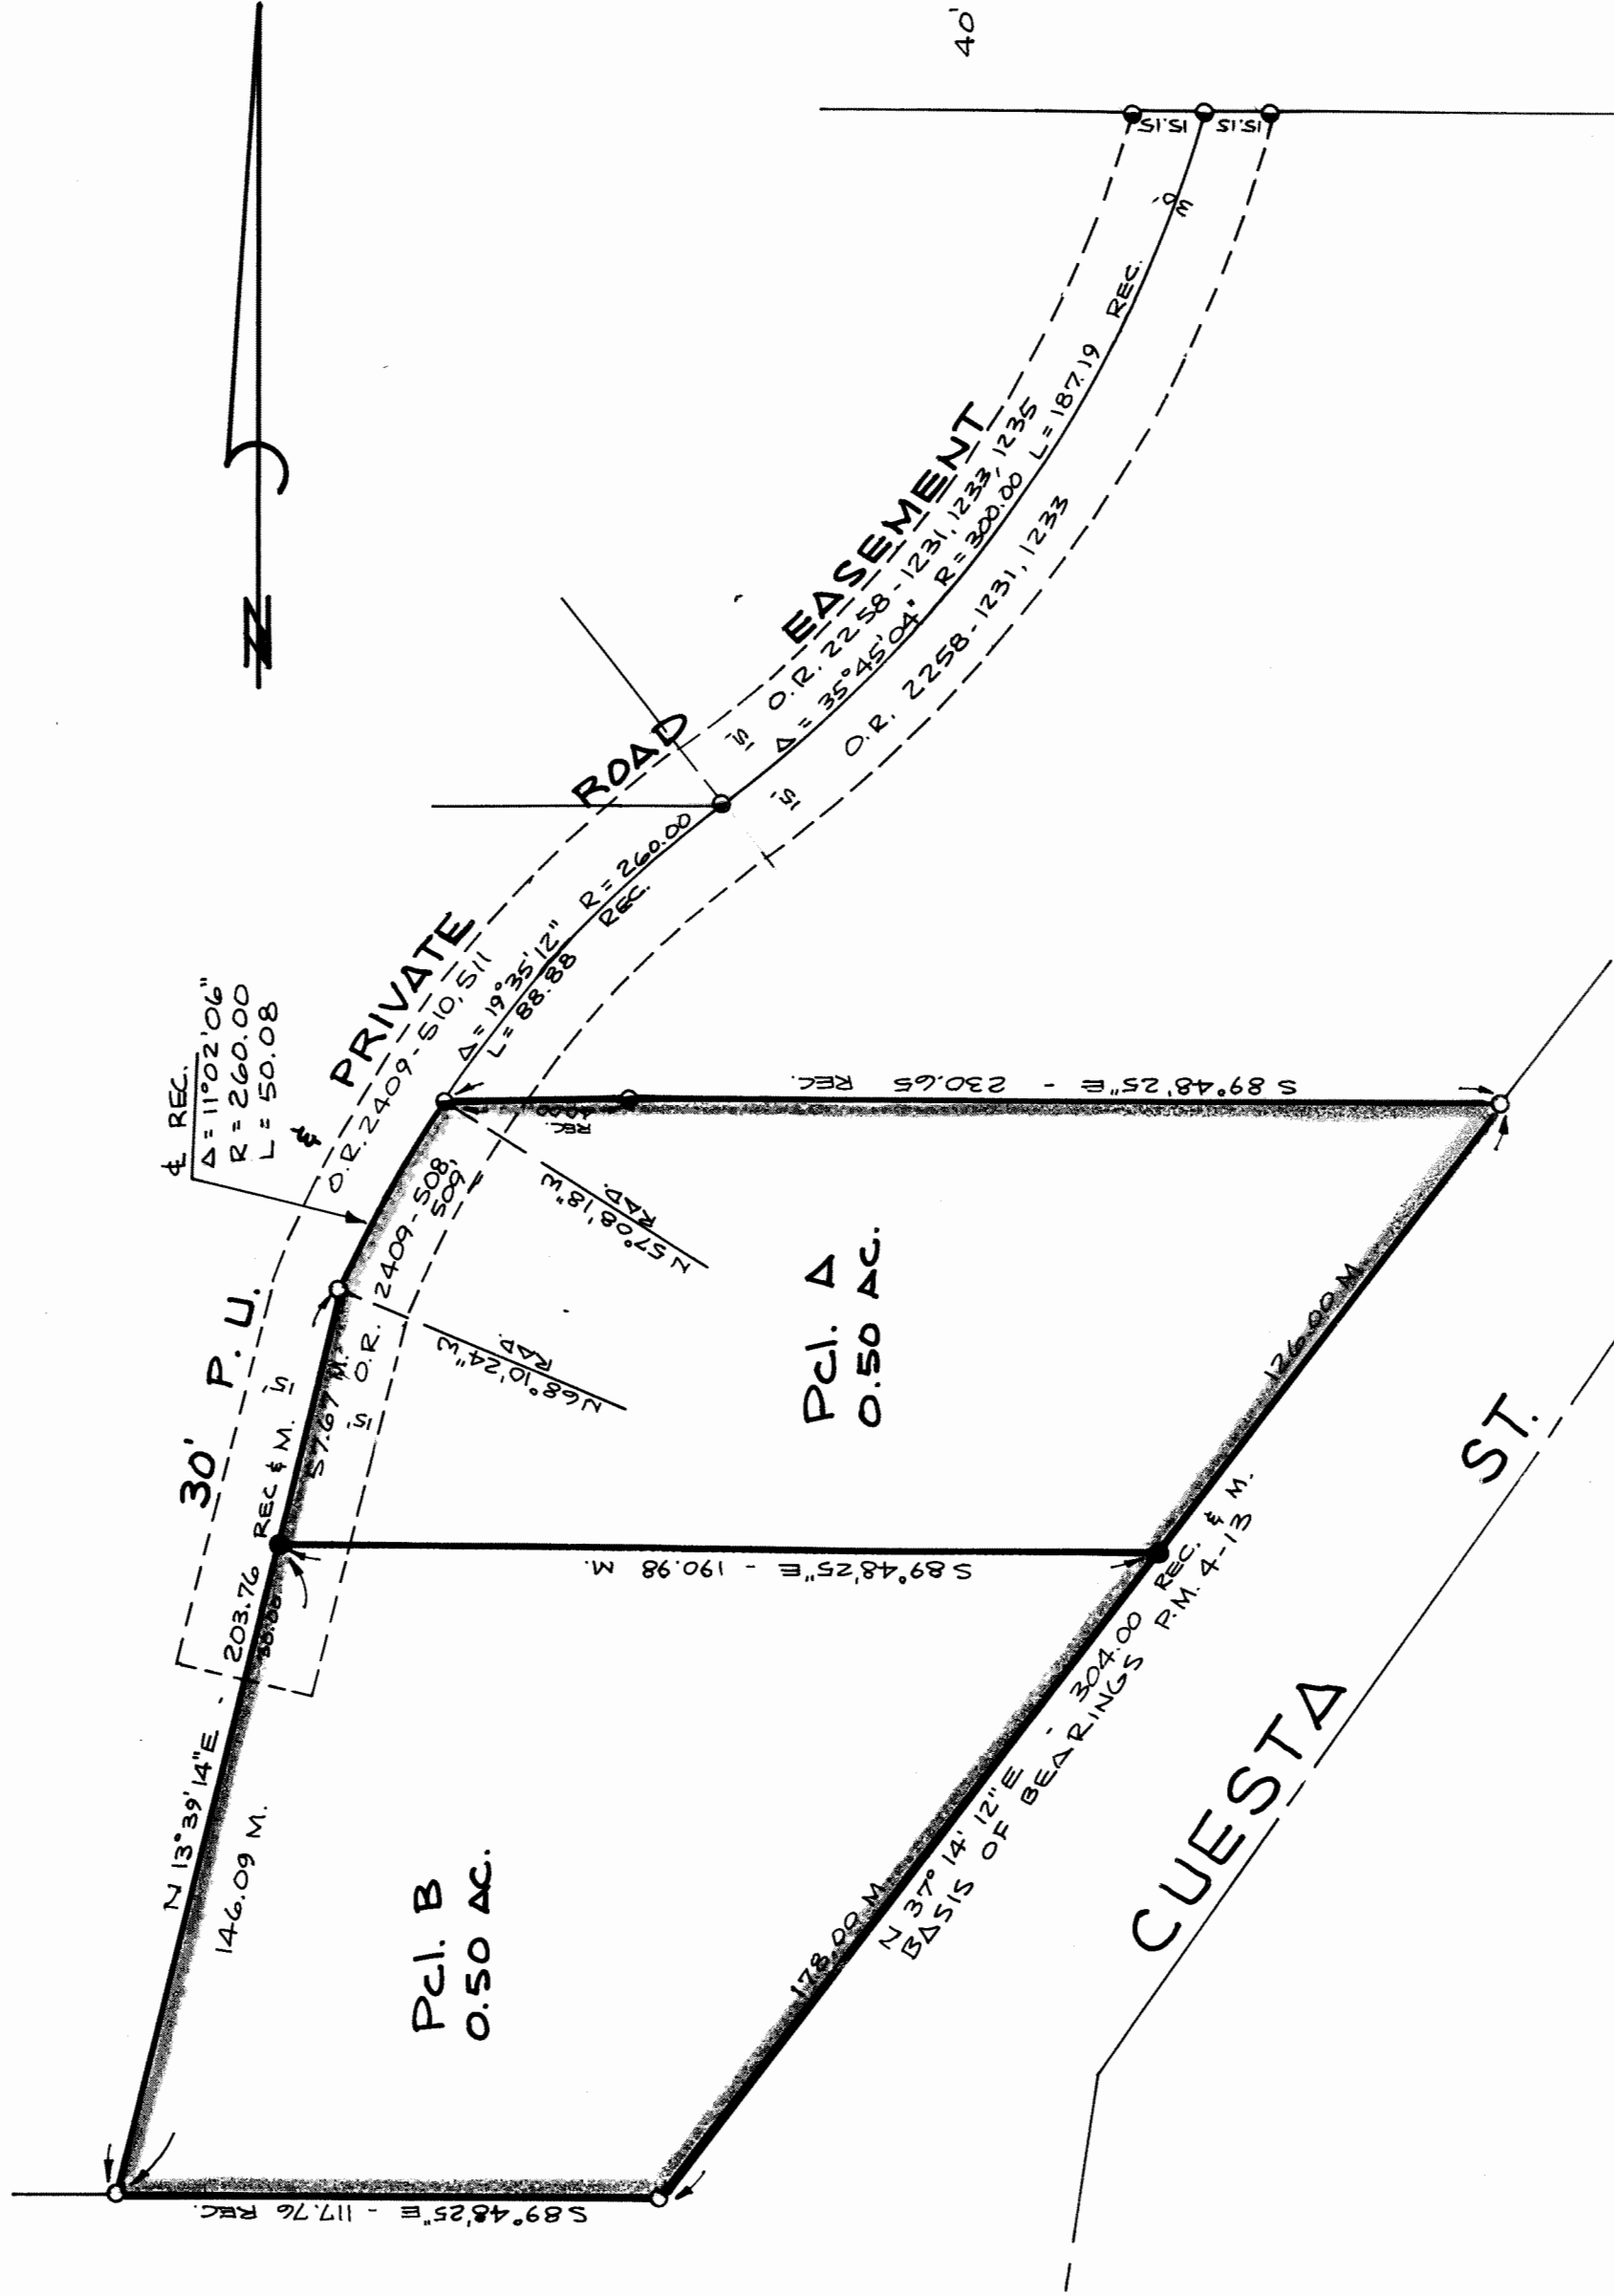 N
40'
15.15
15.15
30'
EASEMENT
O.R. 2258-1231, 1233, 1235
Δ = 35°45'04" R = 300.00 L = 187.19 REC.
O.R. 2258-1231, 1233
15'
15'
ROAD
Δ = 19°35'12" R = 260.00
L = 88.88 REC.
PRIVATE
O.R. 2409-510, 511
&
℄ REC.
Δ = 11°02'06"
R = 260.00
L = 50.08
30' P. U.
15'
15'
O.R. 2409-508,
509
N 57°08'18" W
RAD.
N 68°10'24" W
RAD.
REC.
S 89°48'25" E - 230.65 REC.
N 13°39'14" E - 203.76 REC & M.
57.67 M.
146.09 M.
Pcl. A
0.50 AC.
S 89°48'25" E - 190.98 M.
Pcl. B
0.50 AC.
S 89°48'25" E - 117.76 REC.
126.00 M
178.00 M
N 37°14'12" E - 304.00 REC. & M.
BASIS OF BEARINGS P.M. 4-13
CUESTA ST.